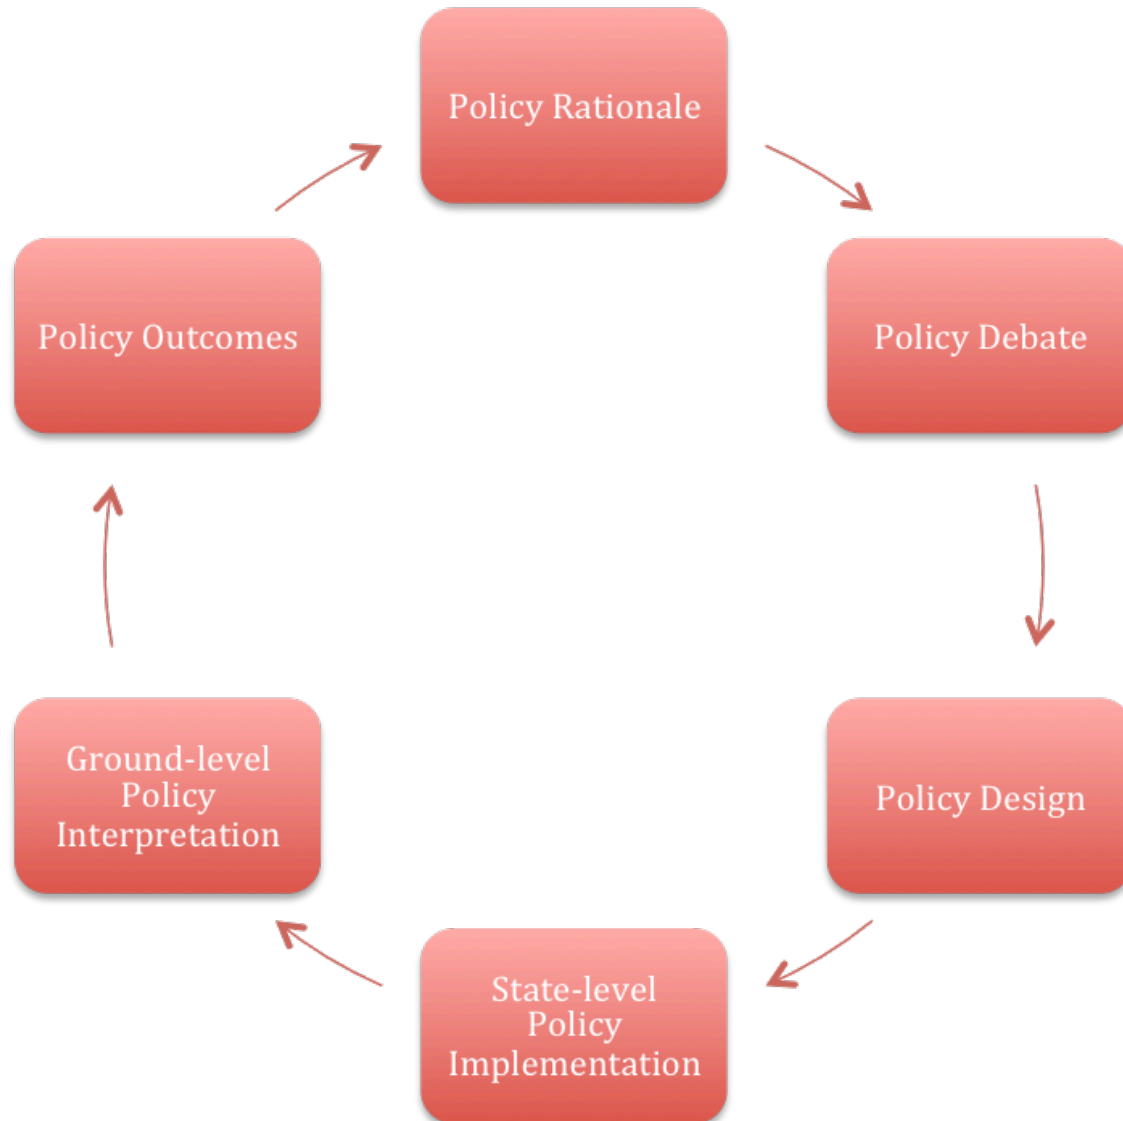 Policy Rationale
Policy Debate
Policy Design
State-level
Policy
Implementation
Ground-level
Policy
Interpretation
Policy Outcomes